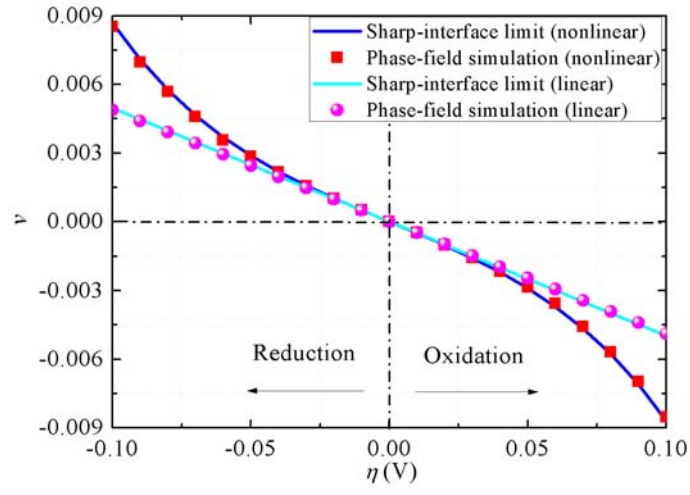 0.009
0.006
0.003
0.000
-0.003
-0.006
-0.009
v
Sharp-interface limit (nonlinear)
Phase-field simulation (nonlinear)
Sharp-interface limit (linear)
Phase-field simulation (linear)
Reduction
Oxidation
-0.10
-0.05
0.00
0.05
0.10
η (V)